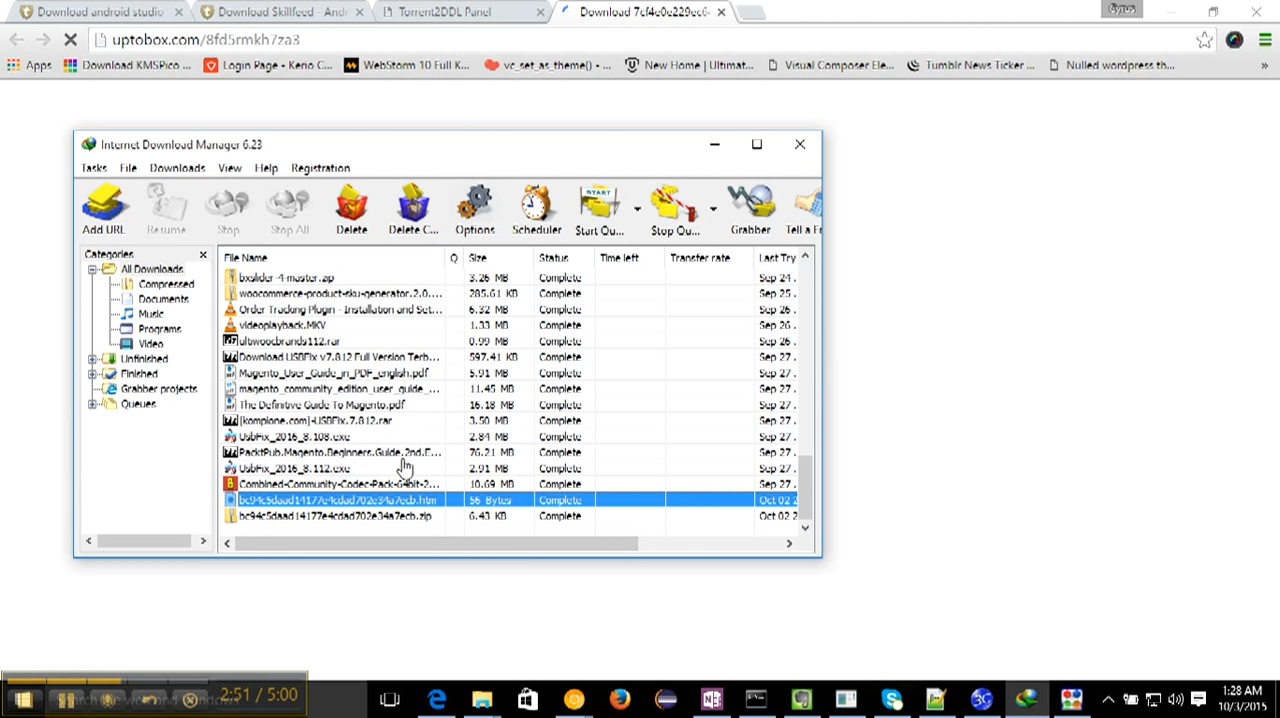 Download android studio
Download Skillfeed - And
Torrent2DDL Panel
Download 7cf4e0e229ec6
Cyrus
uptobox.com/8fd5rmkh7za3
Apps
Download KMSPico ...
Login Page - Keno C...
WebStorm 10 Full K...
vc_set_as_theme() - ...
New Home | Ultimat...
Visual Composer Ele...
Tumblr News Ticker ...
Nulled wordpress th...
»
Internet Download Manager 6.23
Tasks File Downloads View Help Registration
Add URL Resume Stop Stop All Delete Delete C... Options Scheduler Start Qu... Stop Qu... Grabber Tell a Fr
Categories
All Downloads
Compressed
Documents
Music
Programs
Video
Unfinished
Finished
Grabber projects
Queues
File Name Q Size Status Time left Transfer rate Last Try
bxslider-4-master.zip 3.26 MB Complete Sep 24 .
woocommerce-product-sku-generator.2.0.... 285.61 KB Complete Sep 25 .
Order Tracking Plugin - Installation and Set... 6.32 MB Complete Sep 26 .
videoplayback.MKV 1.33 MB Complete Sep 26 .
ultwoocbrands112.rar 0.99 MB Complete Sep 26 .
Download USBFix v7.812 Full Version Terb... 597.41 KB Complete Sep 27 .
Magento_User_Guide_in_PDF_english.pdf 5.91 MB Complete Sep 27 .
magento_community_edition_user_guide_... 11.45 MB Complete Sep 27 .
The Definitive Guide To Magento.pdf 16.18 MB Complete Sep 27 .
[kompione.com]-USBFix.7.812.rar 3.50 MB Complete Sep 27 .
UsbFix_2016_8.108.exe 2.84 MB Complete Sep 27 .
PacktPub.Magento.Beginners.Guide.2nd.E... 76.21 MB Complete Sep 27 .
UsbFix_2016_8.112.exe 2.91 MB Complete Sep 27 .
Combined-Community-Codec-Pack-64bit-2... 10.69 MB Complete Sep 27 .
bc94c5daad14177e4cdad702e34a7ecb.htm 56 Bytes Complete Oct 02 2
bc94c5daad14177e4cdad702e34a7ecb.zip 6.43 KB Complete Oct 02 2
2:51 / 5:00
1:28 AM
10/3/2015